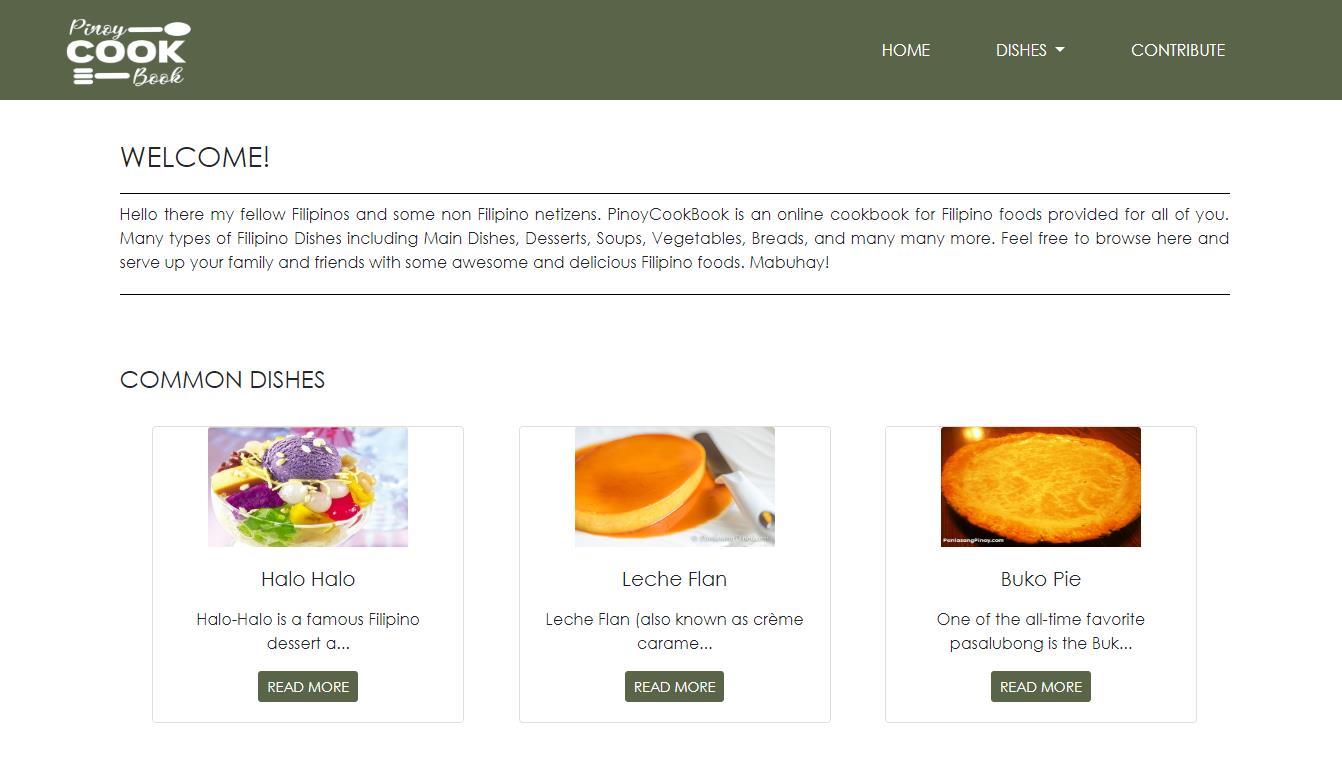 Pinoy
COOK
Book
HOME
DISHES
CONTRIBUTE
WELCOME!
Hello there my fellow Filipinos and some non Filipino netizens. PinoyCookBook is an online cookbook for Filipino foods provided for all of you.
Many types of Filipino Dishes including Main Dishes, Desserts, Soups, Vegetables, Breads, and many many more. Feel free to browse here and
serve up your family and friends with some awesome and delicious Filipino foods. Mabuhay!
COMMON DISHES
PanlasangPinoy.com
Halo Halo
Leche Flan
Buko Pie
Halo-Halo is a famous Filipino
dessert a...
Leche Flan (also known as crème
carame...
One of the all-time favorite
pasalubong is the Buk...
READ MORE
READ MORE
READ MORE